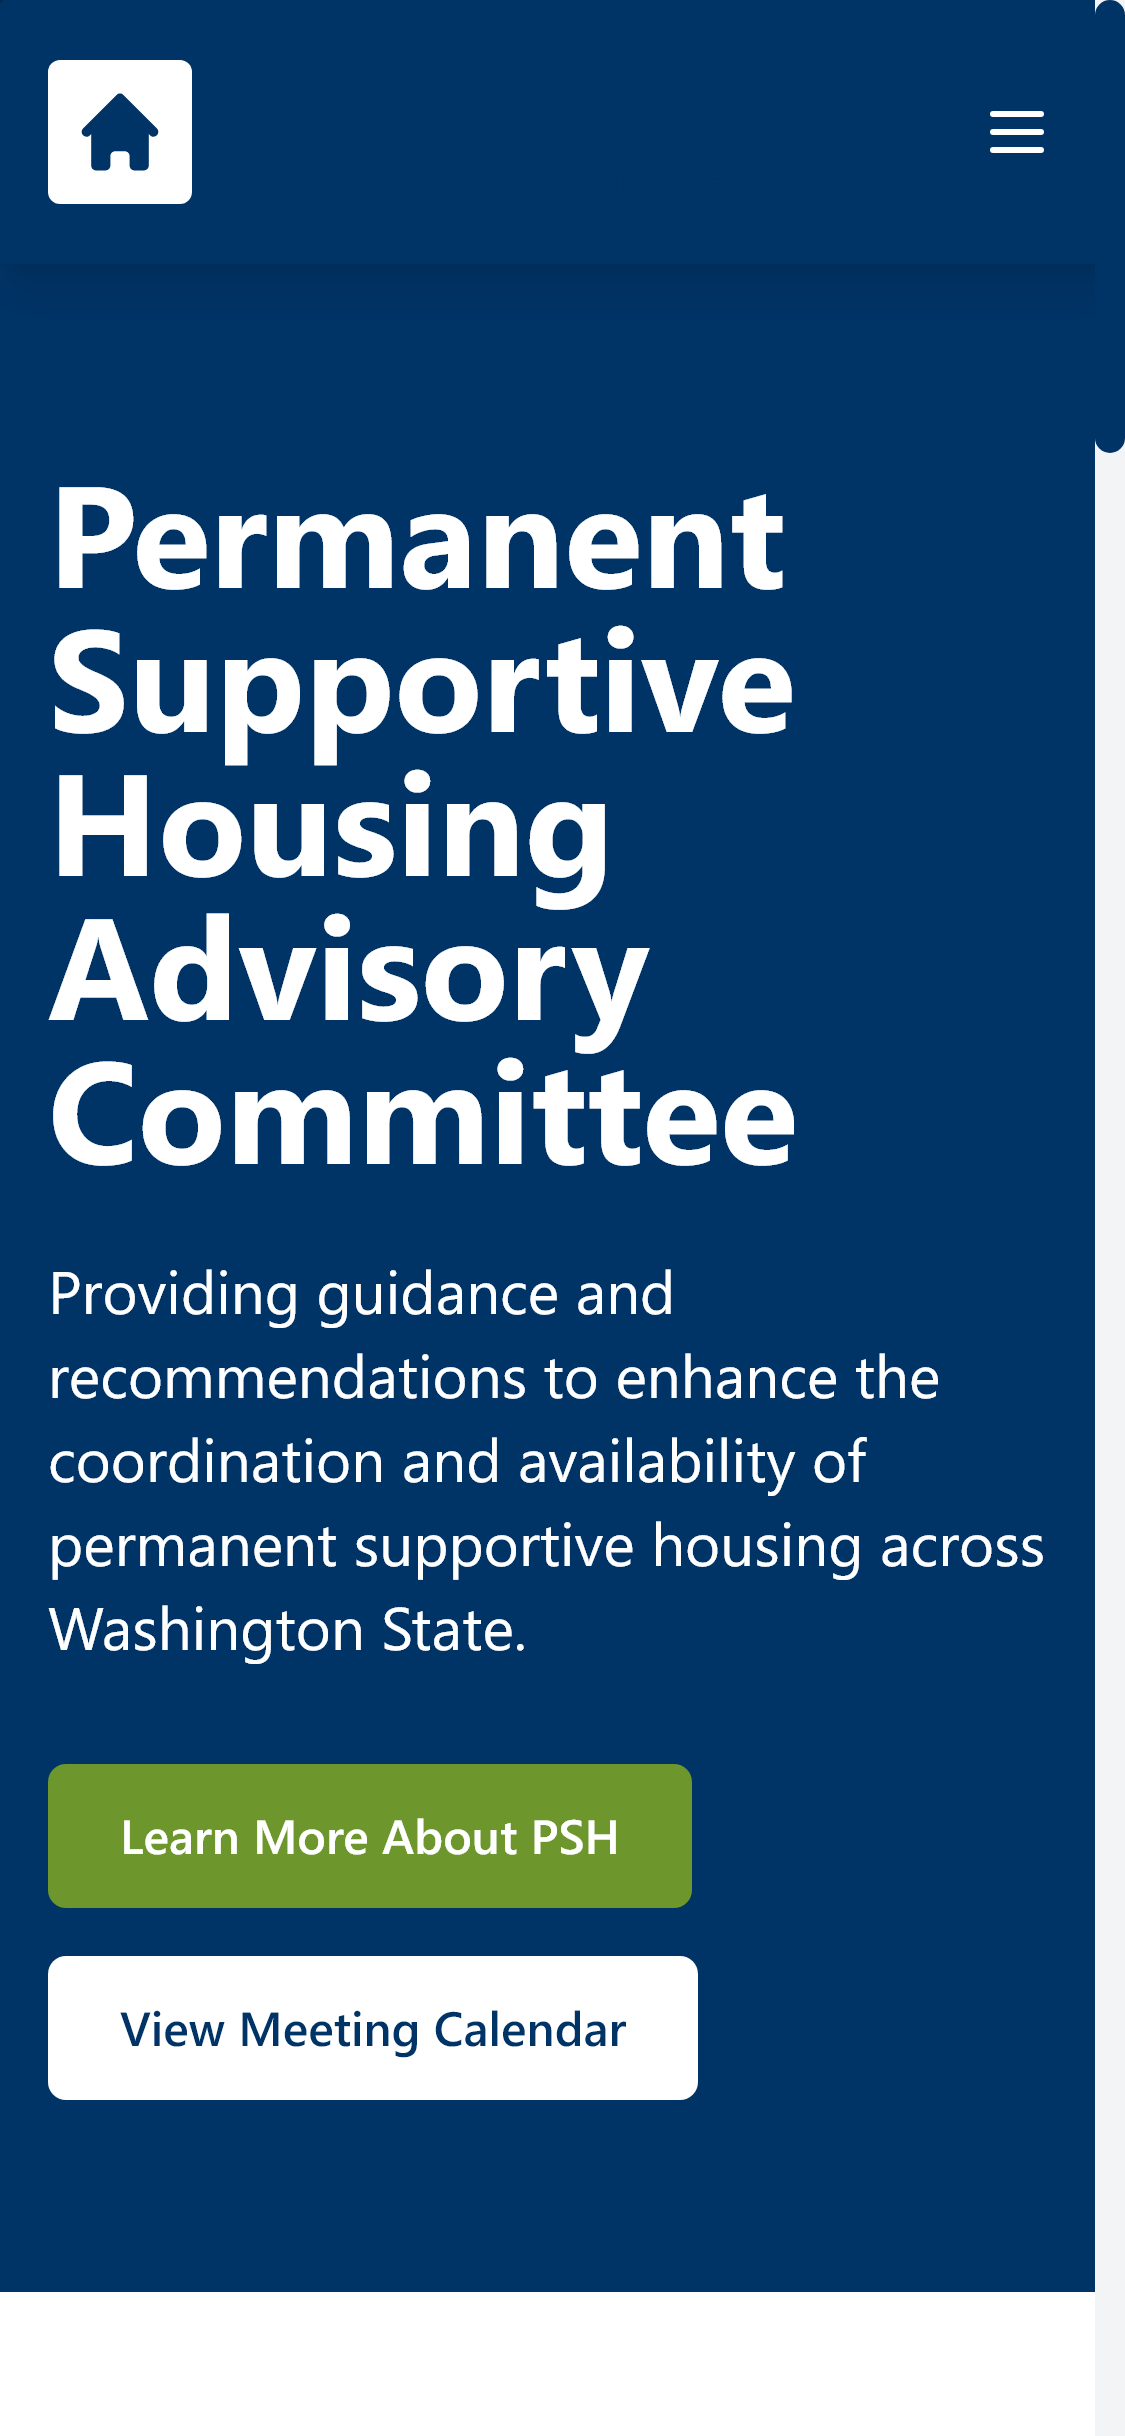 Permanent
Supportive
Housing
Advisory
Committee
Providing guidance and
recommendations to enhance the
coordination and availability of
permanent supportive housing across
Washington State.
Learn More About PSH
View Meeting Calendar